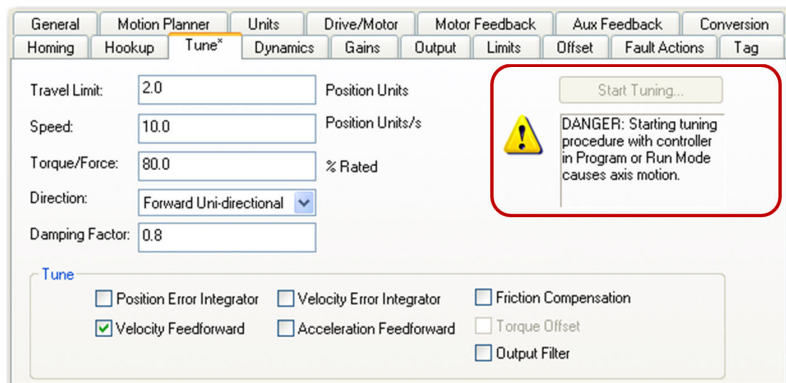 General Motion Planner Units Drive/Motor Motor Feedback Aux Feedback Conversion
Homing Hookup Tune* Dynamics Gains Output Limits Offset Fault Actions Tag
Travel Limit: 2.0 Position Units
Speed: 10.0 Position Units/s
Torque/Force: 80.0 % Rated
Direction: Forward Uni-directional
Damping Factor: 0.8
Start Tuning...
DANGER: Starting tuning
procedure with controller
in Program or Run Mode
causes axis motion.
Tune
Position Error Integrator Velocity Error Integrator Friction Compensation
Velocity Feedforward Acceleration Feedforward Torque Offset
Output Filter